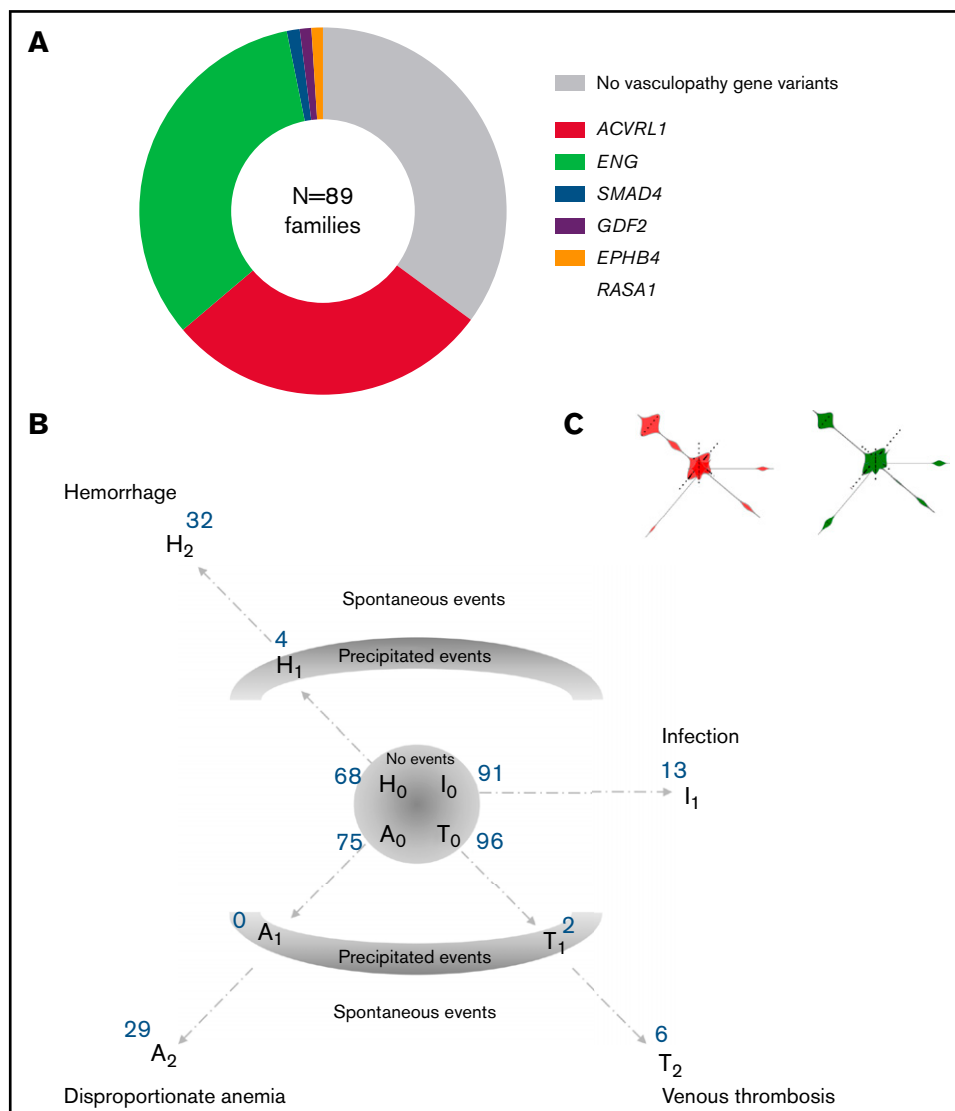 A
No vasculopathy gene variants
ACVRL1
ENG
SMAD4
GDF2
EPHB4
RASA1
N=89
families
B
C
Hemorrhage
32
H2
Spontaneous events
4
H1
Precipitated events
Infection
No events
68
91
13
H0
I0
I1
A0
T0
75
96
0
A1
2
T1
Precipitated events
Spontaneous events
29
A2
6
T2
Disproportionate anemia
Venous thrombosis